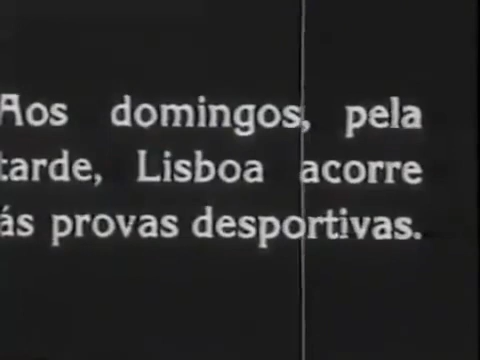 Aos domingos, pela
tarde, Lisboa acorre
ás provas desportivas.